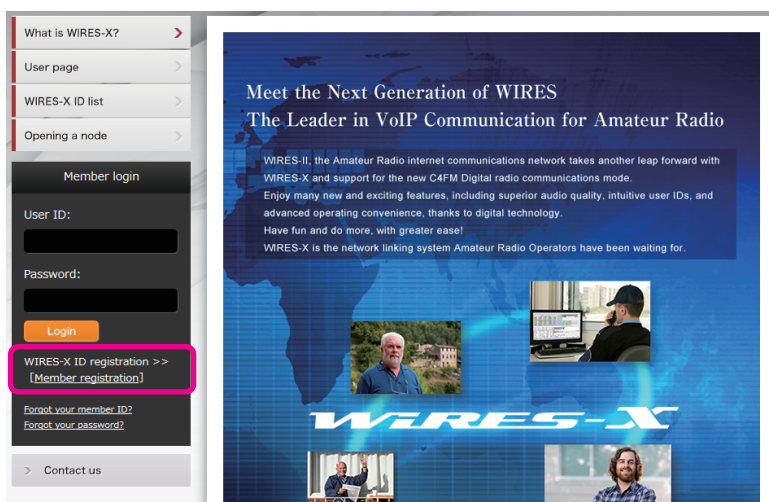 What is WIRES-X?
User page
WIRES-X ID list
Opening a node
Member login
User ID:
Password:
Login
WIRES-X ID registration >>
[Member registration]
Forgot your member ID?
Forgot your password?
Contact us
Meet the Next Generation of WIRES
The Leader in VoIP Communication for Amateur Radio
WIRES-II, the Amateur Radio internet communications network takes another leap forward with
WIRES-X and support for the new C4FM Digital radio communications mode.
Enjoy many new and exciting features, including superior audio quality, intuitive user IDs, and
advanced operating convenience, thanks to digital technology.
Have fun and do more, with greater ease!
WIRES-X is the network linking system Amateur Radio Operators have been waiting for.
WiRES-X